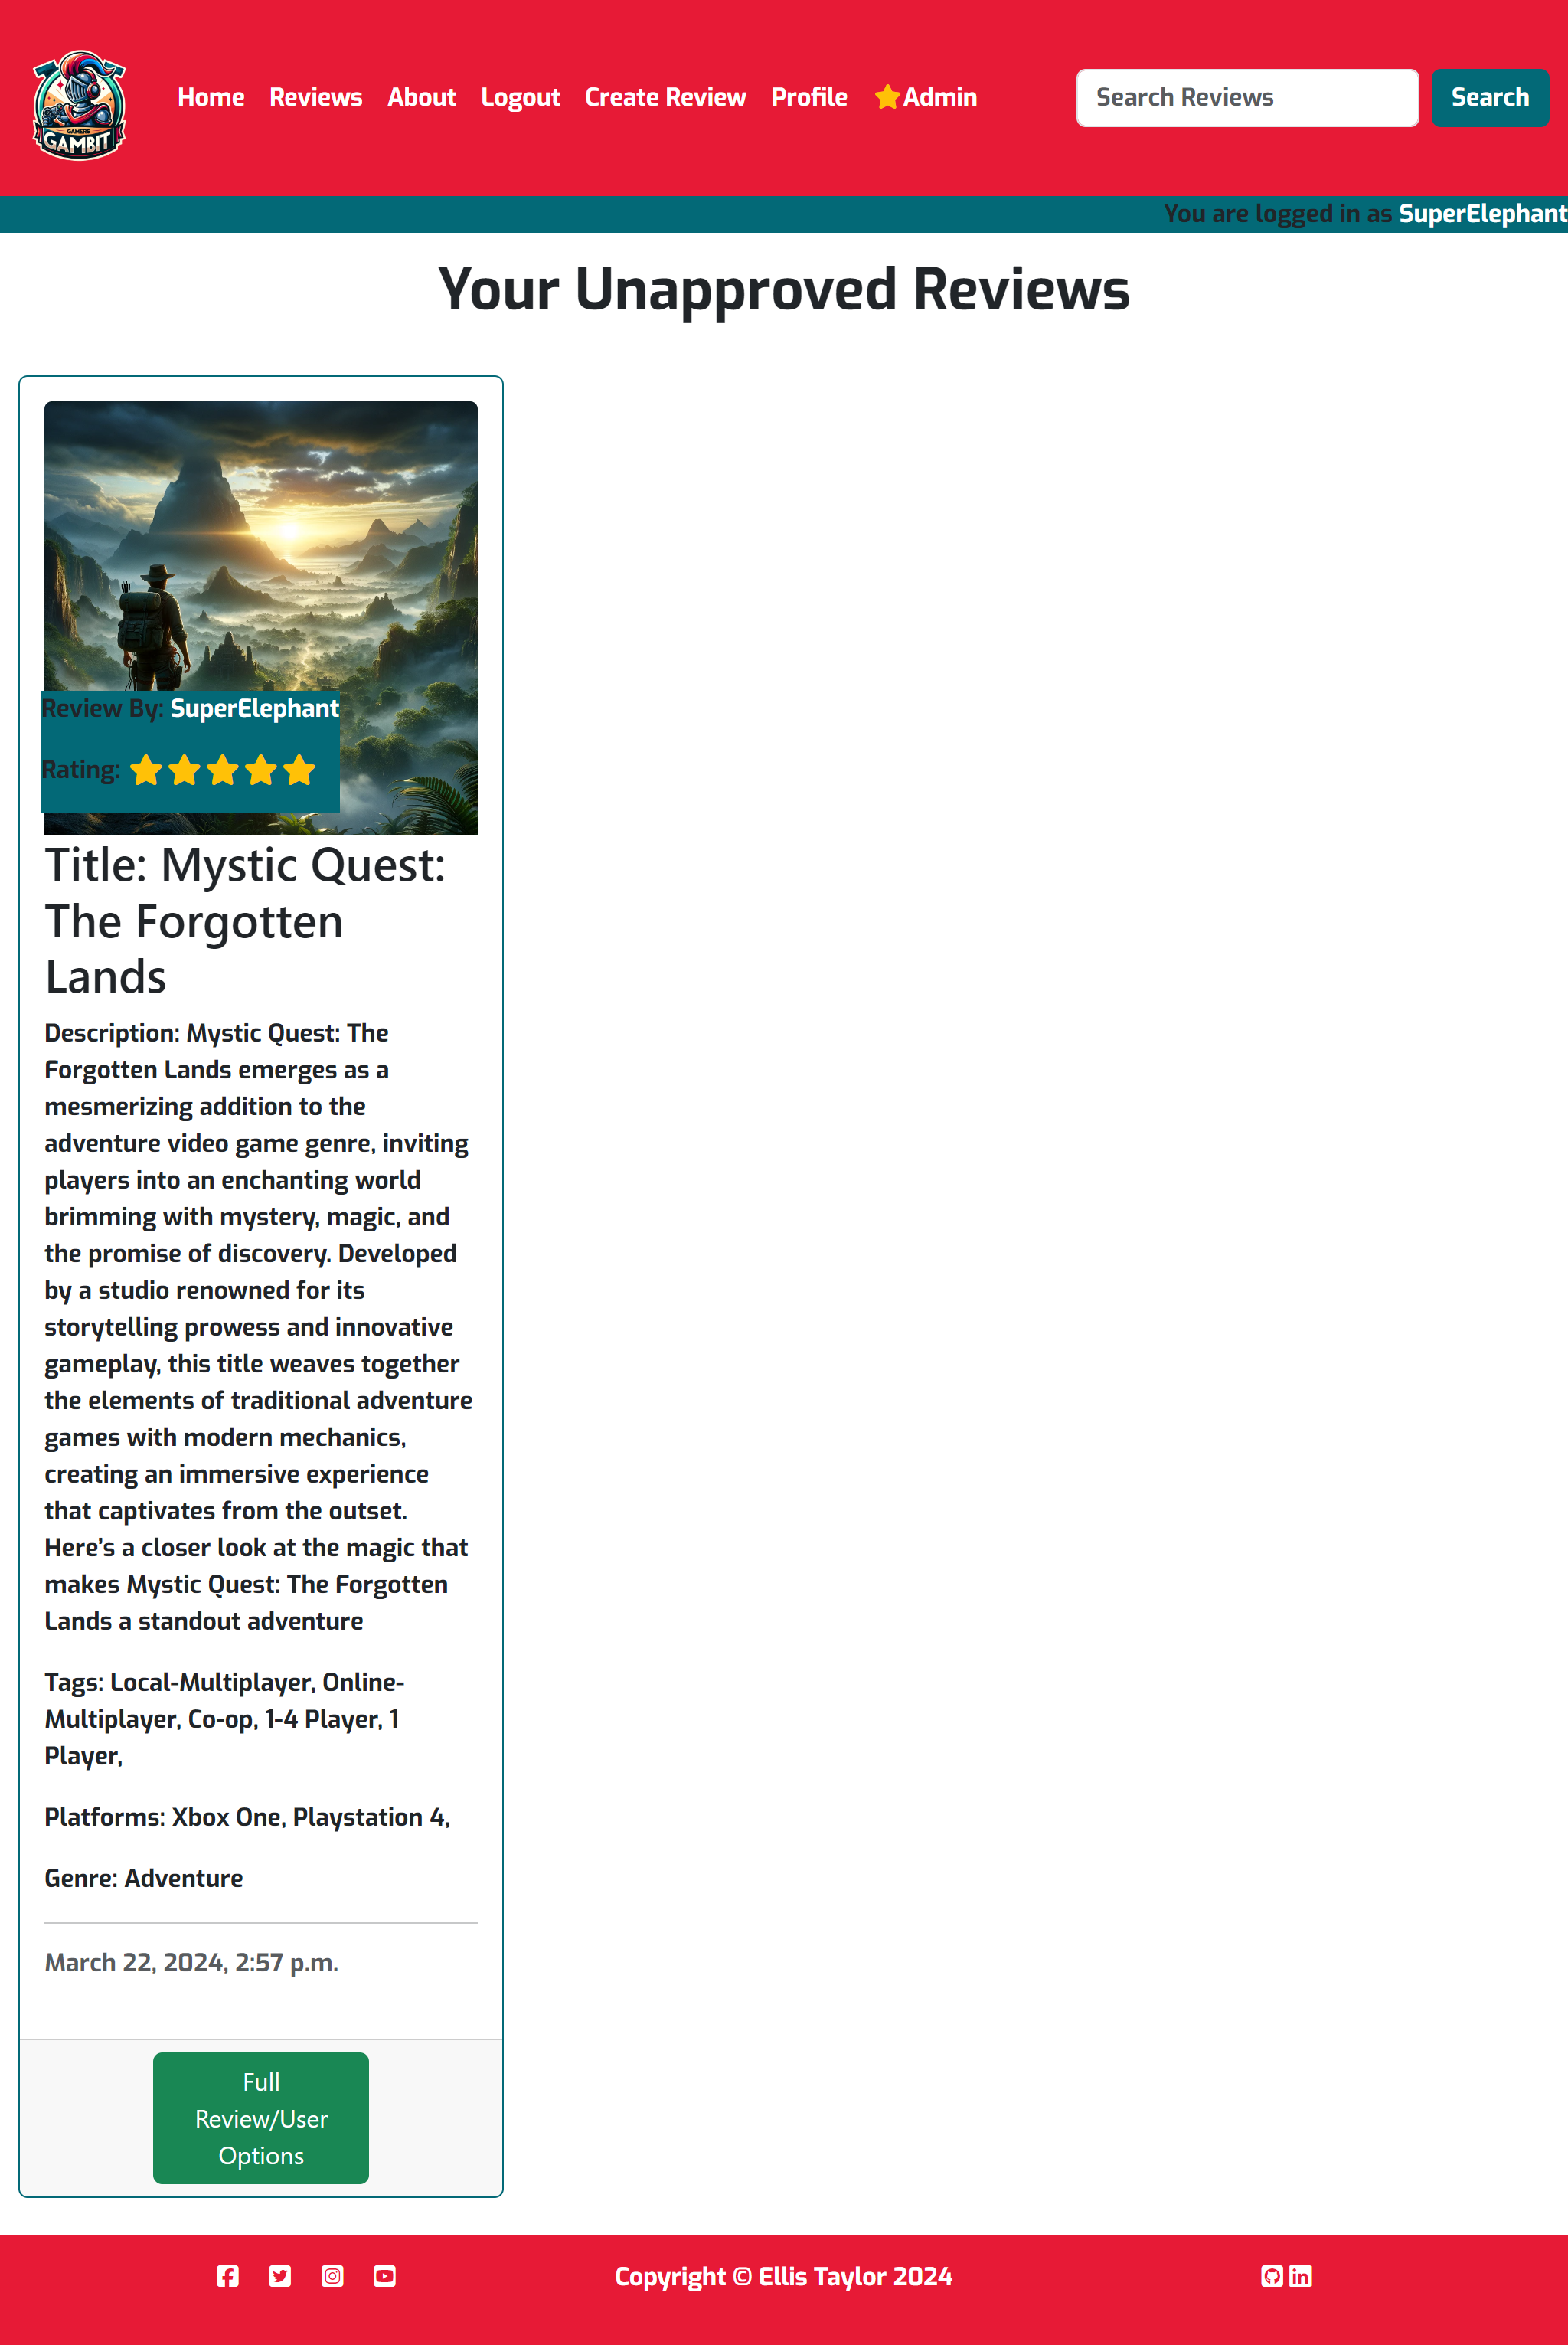 GAMERS
GAMBIT
Home Reviews About Logout Create Review Profile Admin
Search Reviews
Search
You are logged in as SuperElephant
Your Unapproved Reviews
Review By: SuperElephant
Rating:
Title: Mystic Quest:
The Forgotten
Lands
Description: Mystic Quest: The
Forgotten Lands emerges as a
mesmerizing addition to the
adventure video game genre, inviting
players into an enchanting world
brimming with mystery, magic, and
the promise of discovery. Developed
by a studio renowned for its
storytelling prowess and innovative
gameplay, this title weaves together
the elements of traditional adventure
games with modern mechanics,
creating an immersive experience
that captivates from the outset.
Here’s a closer look at the magic that
makes Mystic Quest: The Forgotten
Lands a standout adventure
Tags: Local-Multiplayer, Online-
Multiplayer, Co-op, 1-4 Player, 1
Player,
Platforms: Xbox One, Playstation 4,
Genre: Adventure
March 22, 2024, 2:57 p.m.
Full
Review/User
Options
Copyright © Ellis Taylor 2024